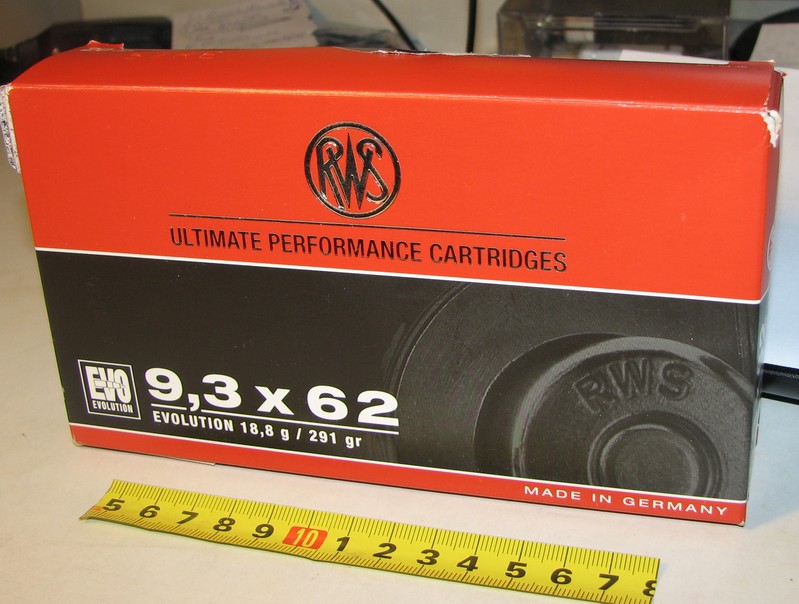 RWS
ULTIMATE PERFORMANCE CARTRIDGES
RWS
EVO
EVOLUTION
9,3 x 62
EVOLUTION 18,8 g / 291 gr
MADE IN GERMANY
5 6 7 8 9 10 1 2 3 4 5 6 7 8